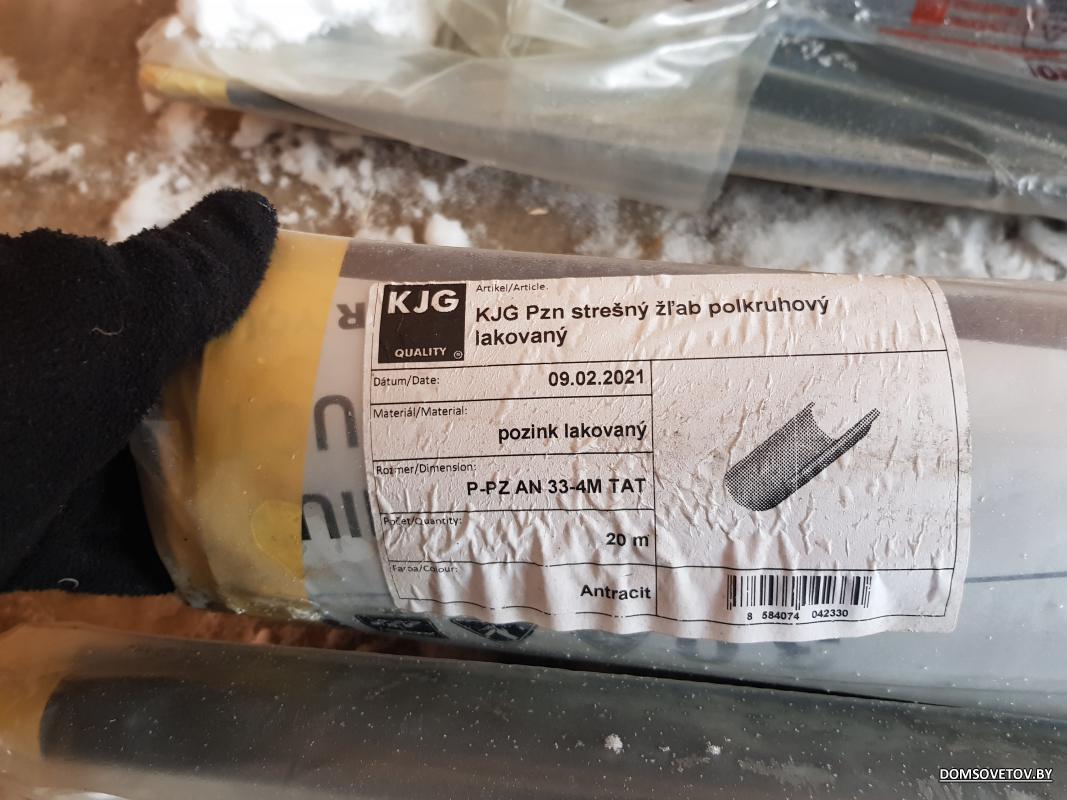 KJG
QUALITY ®
Artikel/Article.
KJG Pzn strešný žľab polkruhový
lakovaný
Dátum/Date:
09.02.2021
Materiál/Material:
pozink lakovaný
Rozmer/Dimension:
P-PZ AN 33-4M TAT
Počet/Quantity:
20 m
Farba/Colour:
Antracit
8 584074 042330
DOMSOVETOV.BY